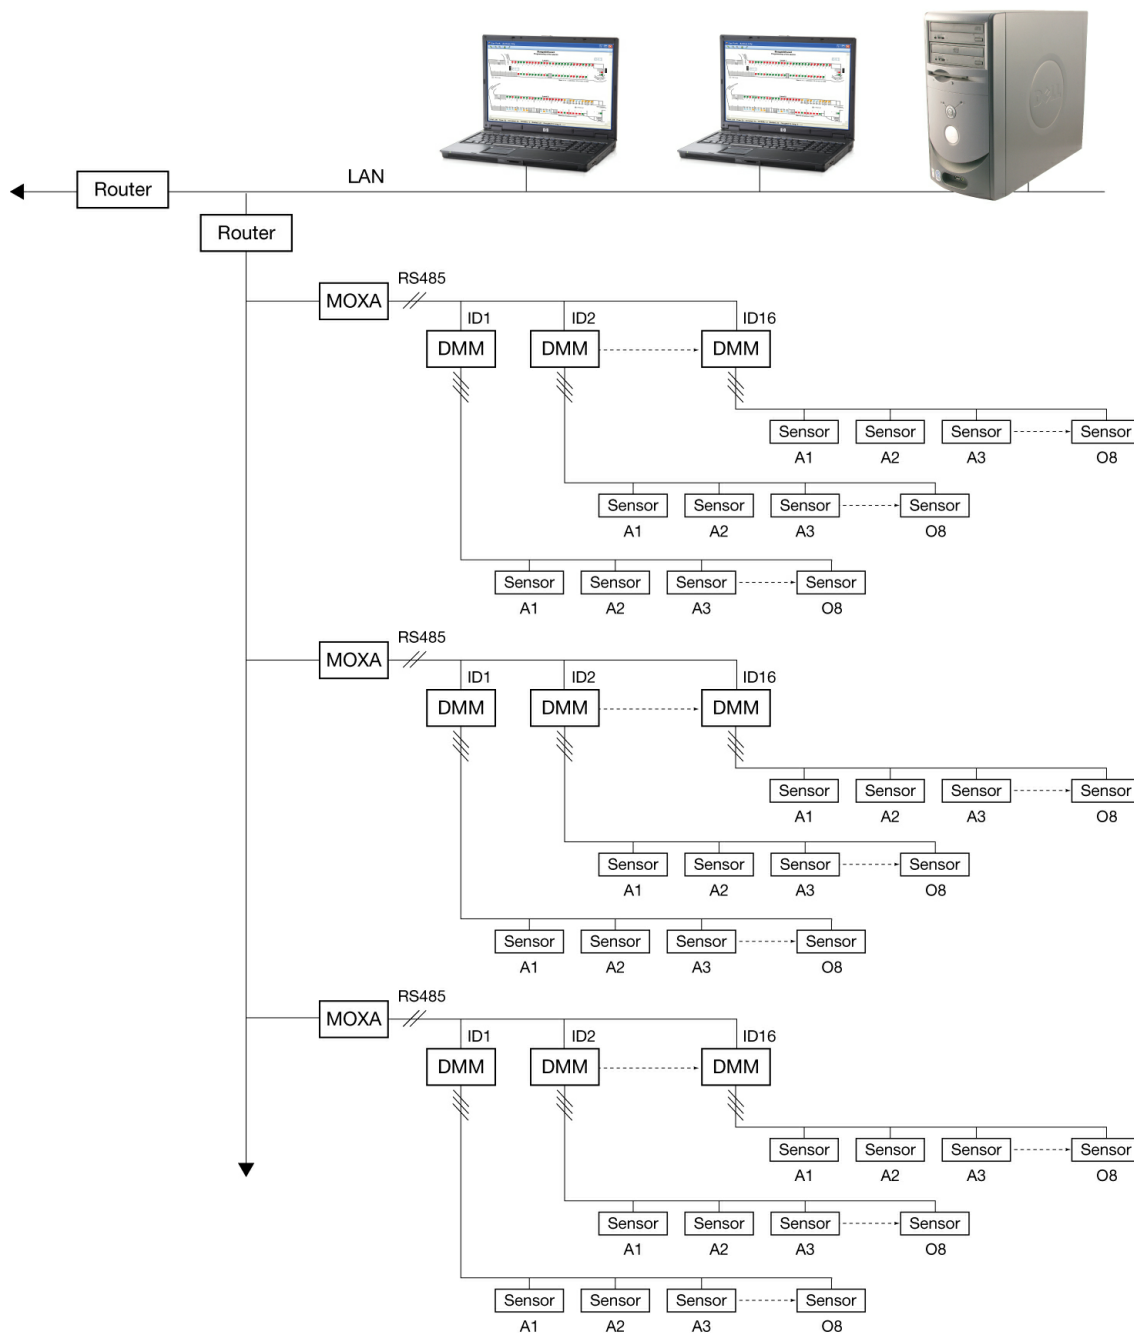 LAN
Router
Router
RS485
MOXA
ID1 ID2 ID16
DMM DMM DMM
Sensor Sensor Sensor Sensor
A1 A2 A3 O8
Sensor Sensor Sensor Sensor
A1 A2 A3 O8
Sensor Sensor Sensor Sensor
A1 A2 A3 O8
RS485
MOXA
ID1 ID2 ID16
DMM DMM DMM
Sensor Sensor Sensor Sensor
A1 A2 A3 O8
Sensor Sensor Sensor Sensor
A1 A2 A3 O8
Sensor Sensor Sensor Sensor
A1 A2 A3 O8
RS485
MOXA
ID1 ID2 ID16
DMM DMM DMM
Sensor Sensor Sensor Sensor
A1 A2 A3 O8
Sensor Sensor Sensor Sensor
A1 A2 A3 O8
Sensor Sensor Sensor Sensor
A1 A2 A3 O8